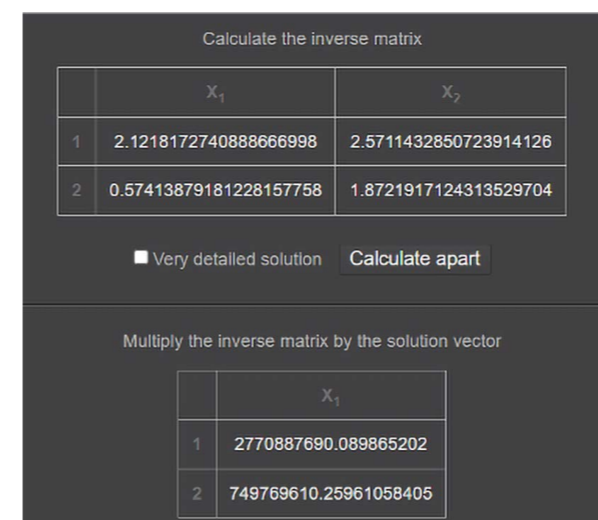 Calculate the inverse matrix
X₁ X₂
1 2.1218172740888666998 2.5711432850723914126
2 0.57413879181228157758 1.8721917124313529704
Very detailed solution Calculate apart
Multiply the inverse matrix by the solution vector
X₁
1 2770887690.089865202
2 749769610.25961058405